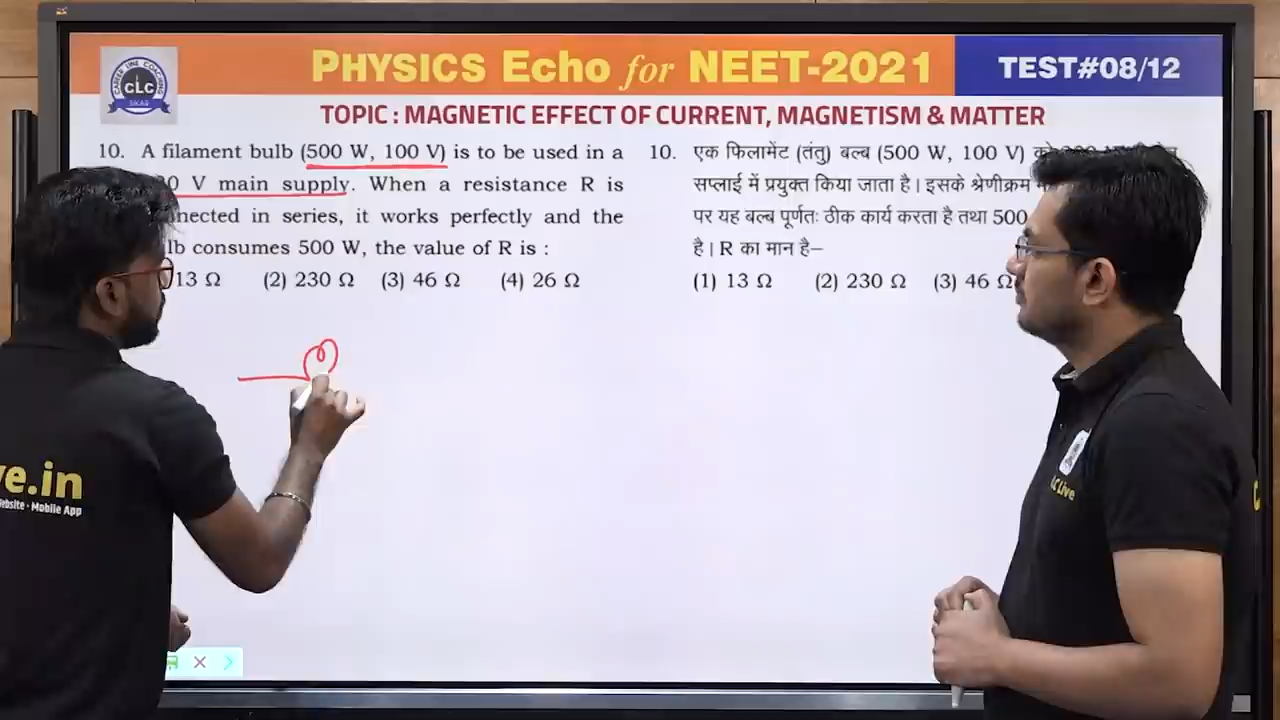 PHYSICS Echo for NEET-2021
TEST#08/12
CAREER LINE COACHING
CLC
SIKAR
TOPIC : MAGNETIC EFFECT OF CURRENT, MAGNETISM & MATTER
10. A filament bulb (500 W, 100 V) is to be used in a
V main supply. When a resistance R is
in series, it works perfectly and the
consumes 500 W, the value of R is :
13 Ω (2) 230 Ω (3) 46 Ω (4) 26 Ω
10. एक फिलामेंट (तंतु) बल्ब (500 W, 100 V)
सप्लाई में प्रयुक्त किया जाता है। इसके श्रेणीक्रम
पर यह बल्ब पूर्णतः ठीक कार्य करता है तथा 500
है। R का मान है–
(1) 13 Ω (2) 230 Ω (3) 46 Ω
ve.in
Website - Mobile App
Live